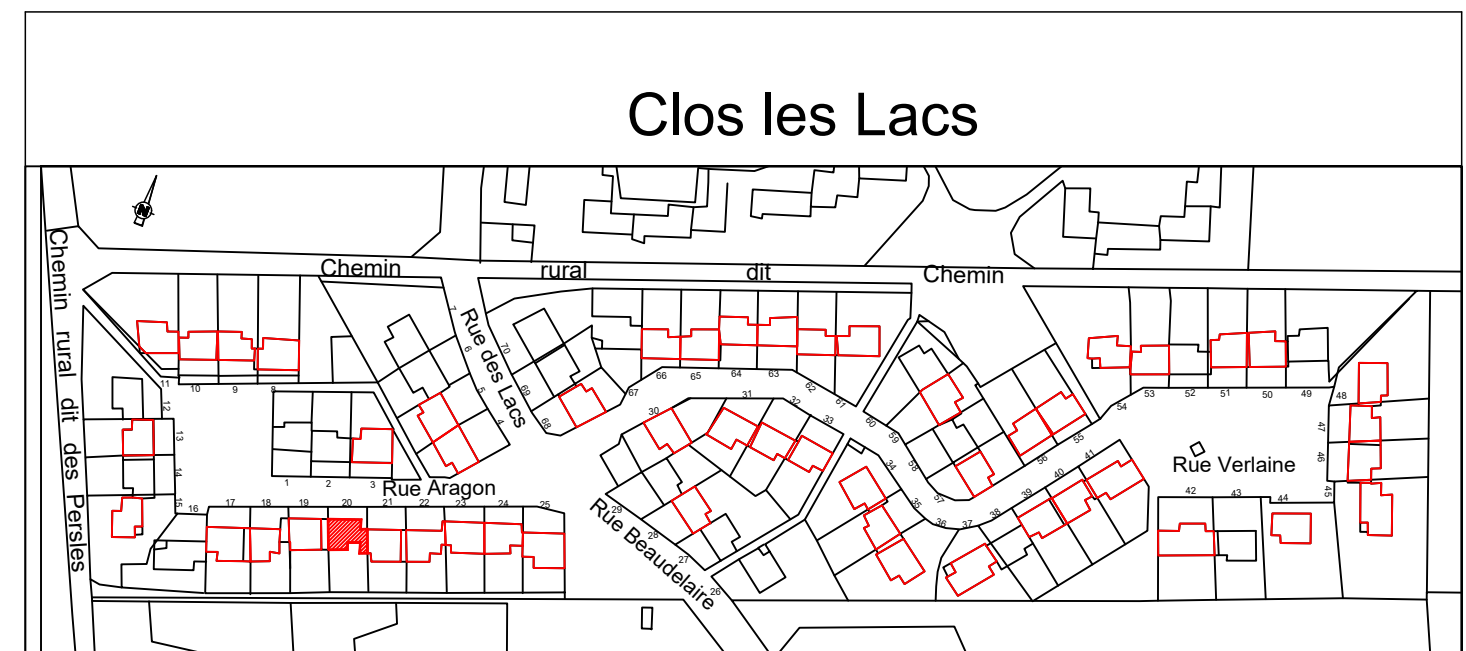 Clos les Lacs
N
Chemin rural dit Chemin
Chemin rural dit des Persles
Rue des Lacs
Rue Aragon
Rue Beaudelaire
Rue Verlaine
1 2 3
4 5 6 7
8 9 10 11
12 13 14 15
16 17 18 19 20 21 22 23 24 25
26 27 28 29
30 31 32 33
34 35 36 37 38 39 40 41
42 43 44
45 46 47 48
49 50 51 52 53 54
55 56 57 58 59 60
61 62 63 64 65 66 67
68 69 70